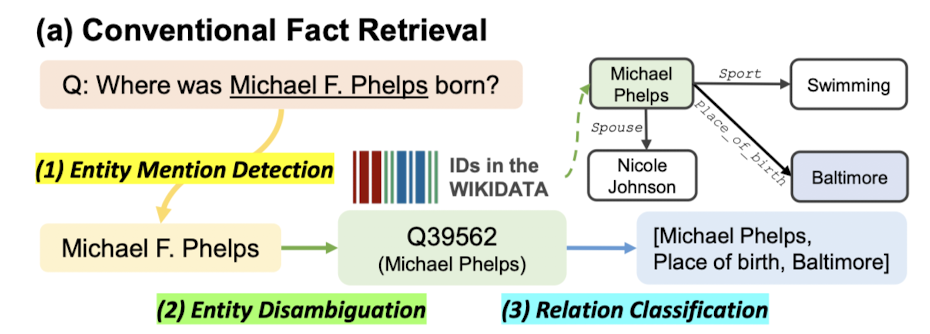 (a) Conventional Fact Retrieval
Q: Where was Michael F. Phelps born?
Michael
Phelps
Sport
Swimming
Spouse
Place_of_birth
Nicole
Johnson
Baltimore
(1) Entity Mention Detection
IDs in the
WIKIDATA
Michael F. Phelps
Q39562
(Michael Phelps)
[Michael Phelps,
Place of birth, Baltimore]
(2) Entity Disambiguation
(3) Relation Classification